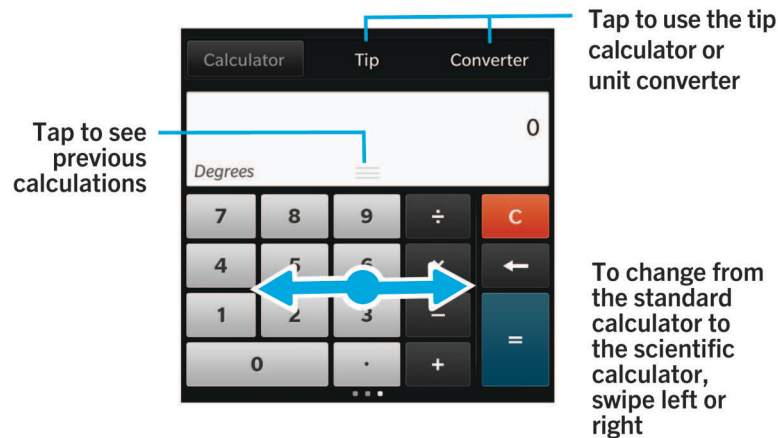 Tap to use the tip
calculator or
unit converter
Calculator Tip Converter
Tap to see
previous
calculations
0
Degrees
7 8 9 ÷ C
4 5 6 ←
1 2 3 − =
0 . +
To change from
the standard
calculator to
the scientific
calculator,
swipe left or
right